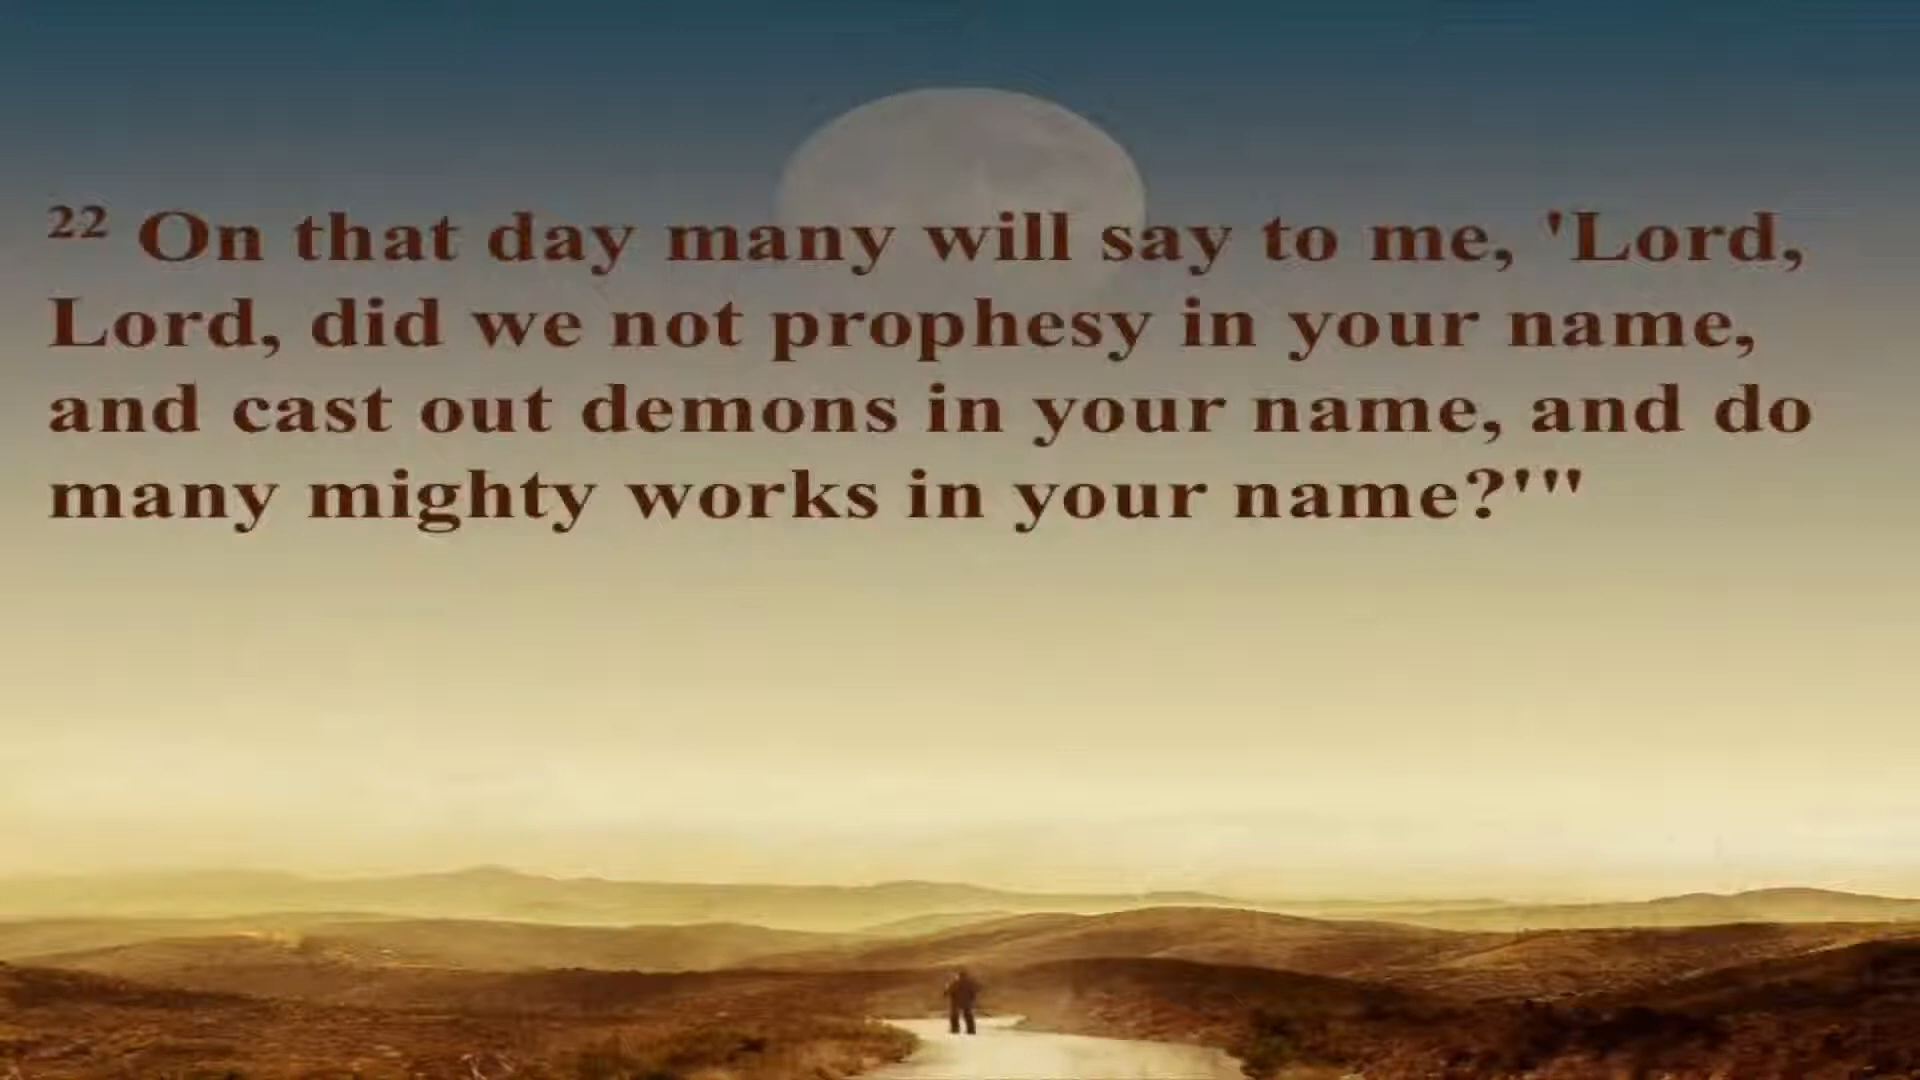 22 On that day many will say to me, 'Lord,
Lord, did we not prophesy in your name,
and cast out demons in your name, and do
many mighty works in your name?'"